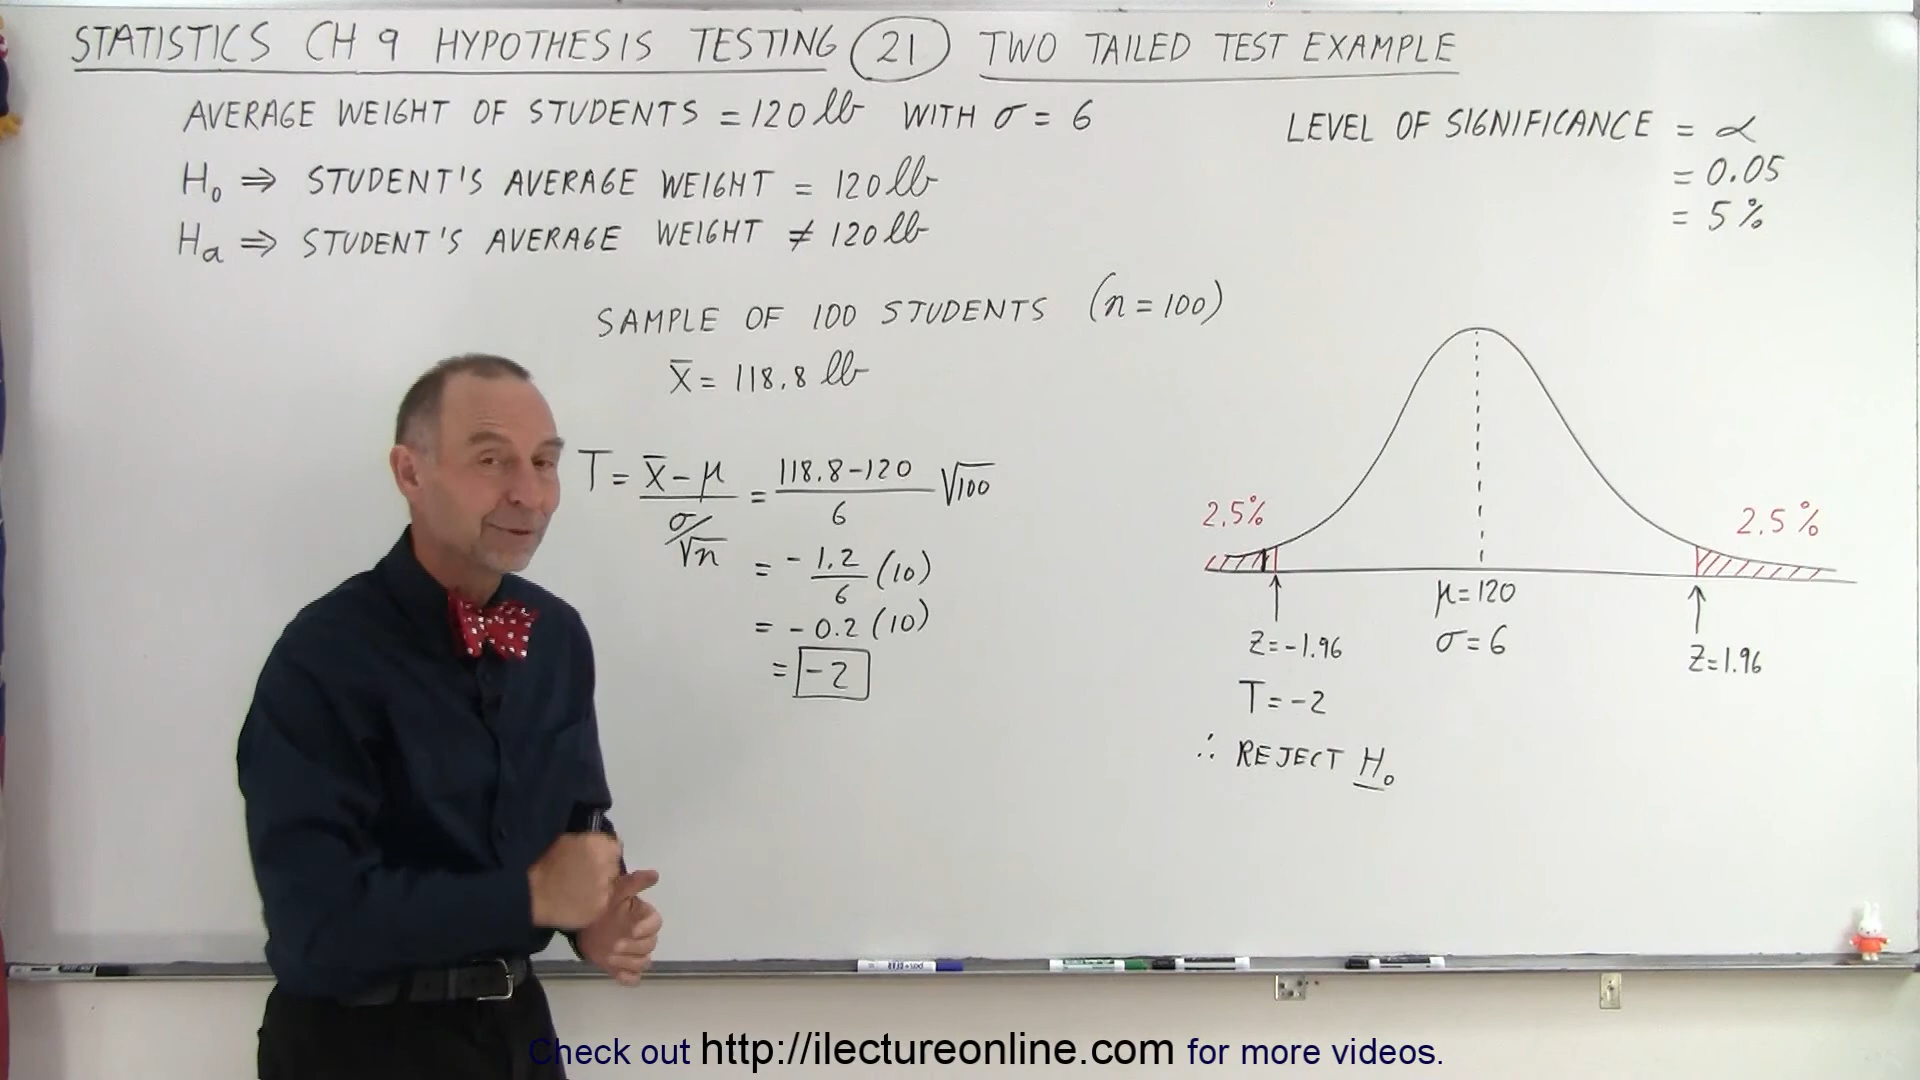 STATISTICS CH 9 HYPOTHESIS TESTING 21 TWO TAILED TEST EXAMPLE
AVERAGE WEIGHT OF STUDENTS = 120 lb WITH σ = 6
H₀ ⇒ STUDENT'S AVERAGE WEIGHT = 120 lb
Hₐ ⇒ STUDENT'S AVERAGE WEIGHT ≠ 120 lb
LEVEL OF SIGNIFICANCE = α
= 0.05
= 5%
SAMPLE OF 100 STUDENTS (n = 100)
x̄ = 118.8 lb
T = (x̄ - μ)/(σ/√n) = (118.8 - 120)/6 √100
= - 1.2/6 (10)
= - 0.2 (10)
= -2
2.5%
2.5%
μ = 120
σ = 6
Z = -1.96
Z = 1.96
T = -2
∴ REJECT H₀
Check out http://ilectureonline.com for more videos.